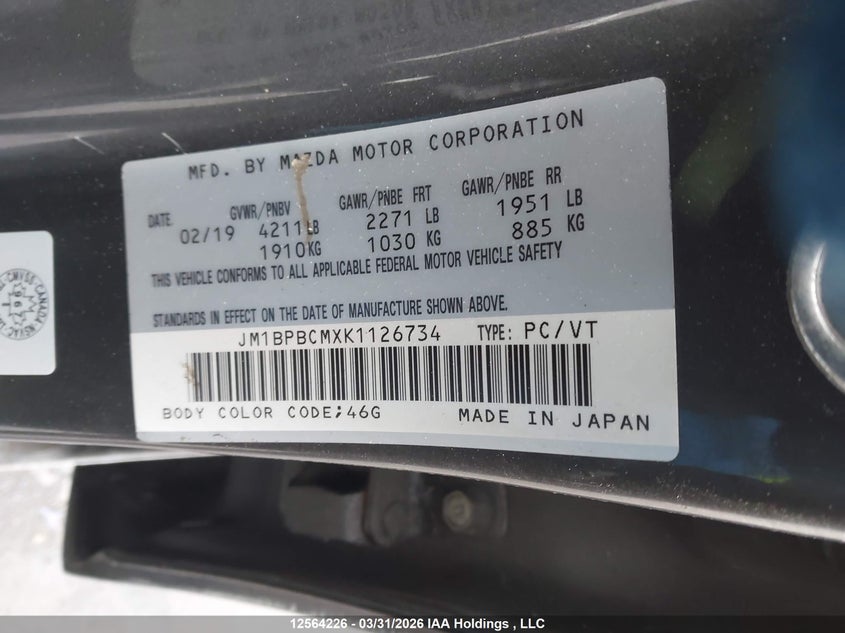 MFD. BY MAZDA MOTOR CORPORATION
DATE GVWR/PNBV GAWR/PNBE FRT GAWR/PNBE RR
02/19 4211LB 2271 LB 1951 LB
1910KG 1030 KG 885 KG
THIS VEHICLE CONFORMS TO ALL APPLICABLE FEDERAL MOTOR VEHICLE SAFETY
STANDARDS IN EFFECT ON THE DATE OF MANUFACTURE SHOWN ABOVE.
JM1BPBCMXK1126734 TYPE: PC/VT
BODY COLOR CODE;46G MADE IN JAPAN
CMVSS-CANADA-NSVAC
12564226 - 03/31/2026 IAA Holdings , LLC